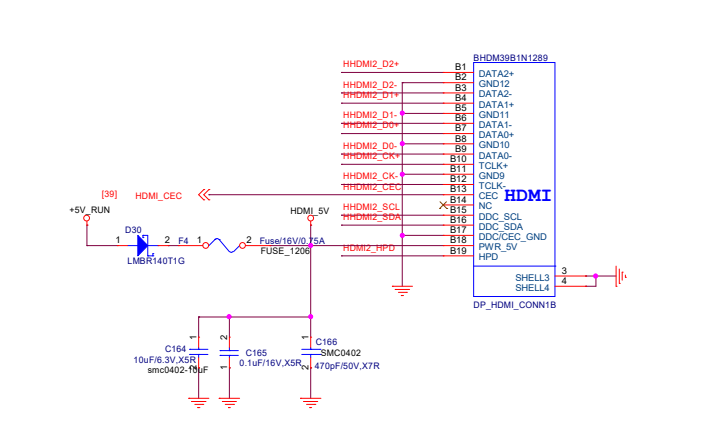 BHDM39B1N1289
HHDMI2_D2+ B1 DATA2+
B2 GND12
HHDMI2_D2- B3 DATA2-
HHDMI2_D1+ B4 DATA1+
B5 GND11
HHDMI2_D1- B6 DATA1-
HHDMI2_D0+ B7 DATA0+
B8 GND10
HHDMI2_D0- B9 DATA0-
HHDMI2_CK+ B10 TCLK+
B11 GND9
HHDMI2_CK- B12 TCLK-
HHDMI2_CEC B13 CEC
[39] HDMI_CEC
HDMI
B14 NC
HHDMI2_SCL B15 DDC_SCL
HHDMI2_SDA B16 DDC_SDA
B17 DDC/CEC_GND
B18 PWR_5V
HDMI2_HPD B19 HPD
+5V_RUN
HDMI_5V
D30
1 2 F4 1 2 Fuse/16V/0.75A
FUSE_1206
LMBR140T1G
SHELL3 3
SHELL4 4
DP_HDMI_CONN1B
1 2 1
C164 C165 C166
SMC0402
10uF/6.3V,X5R 0.1uF/16V,X5R 470pF/50V,X7R
smc0402-10uF
2 1 2